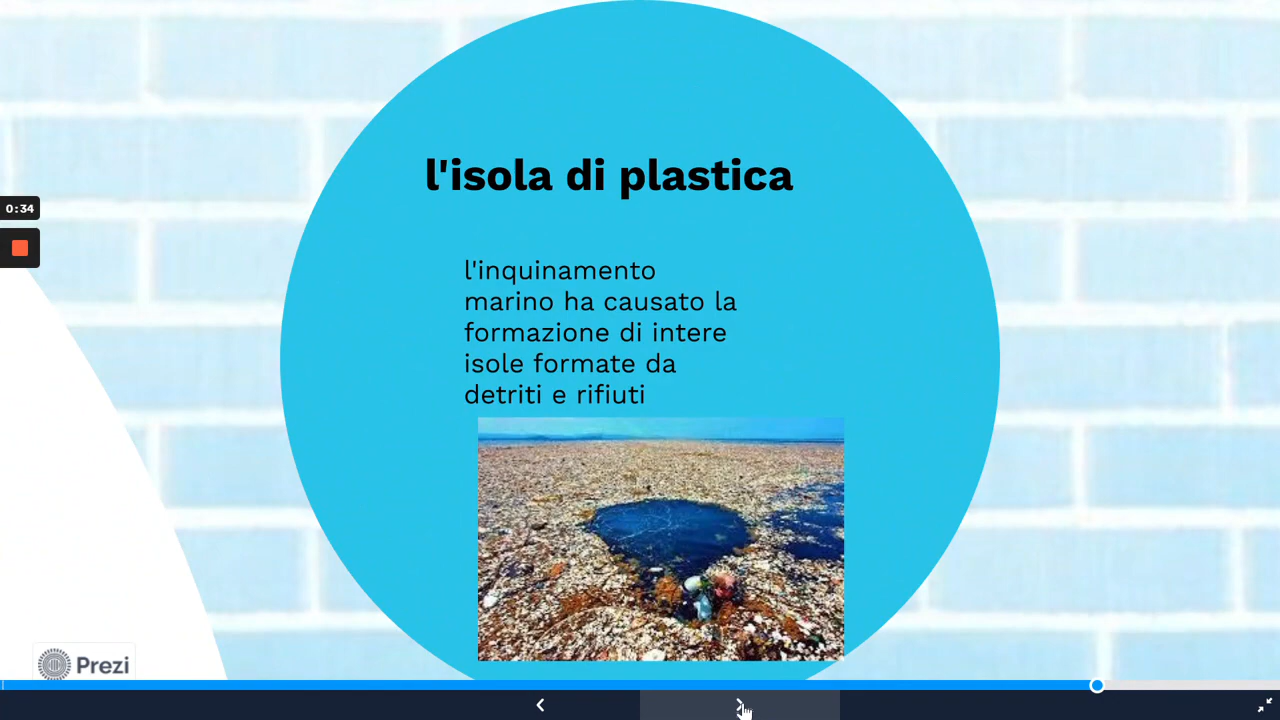 l'isola di plastica
0:34
l'inquinamento
marino ha causato la
formazione di intere
isole formate da
detriti e rifiuti
Prezi